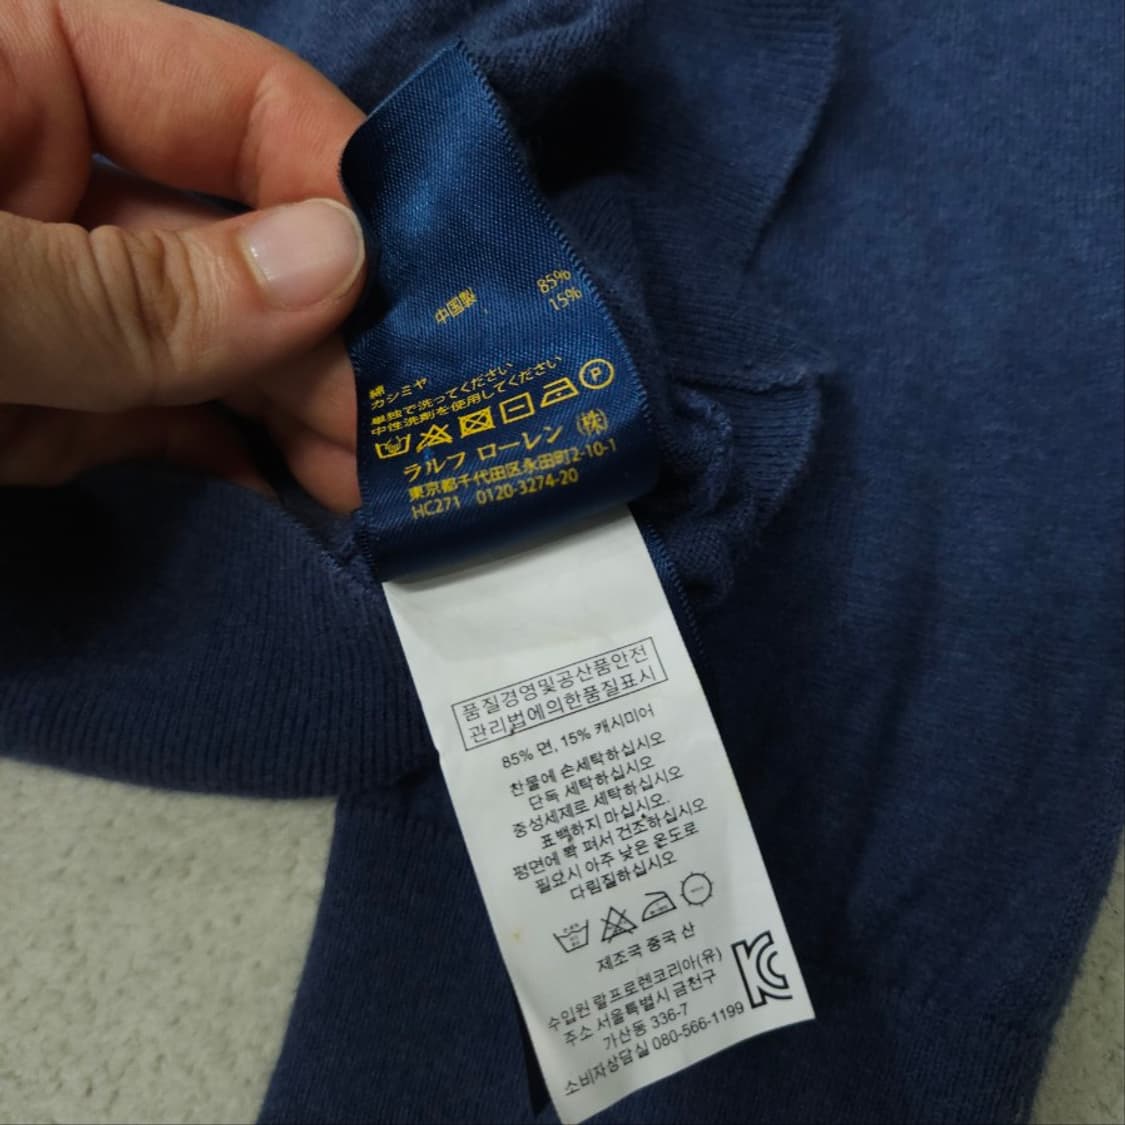 85%
15%
中国製
綿
カシミヤ
単独で洗ってください
中性洗剤を使用してください
P
ラルフ ローレン (株)
東京都千代田区永田町2-10-1
HC271 0120-3274-20
품질경영및공산품안전
관리법에의한품질표시
85% 면, 15% 캐시미어
찬물에 손세탁하십시오
단독 세탁하십시오
중성세제로 세탁하십시오
표백하지 마십시오.
평면에 쫙 펴서 건조하십시오
필요시 아주 낮은 온도로
다림질하십시오
제조국 중국 산
수입원 랄프로렌코리아(유)
주소 서울특별시 금천구
가산동 336-7
소비자상담실 080-566-1199